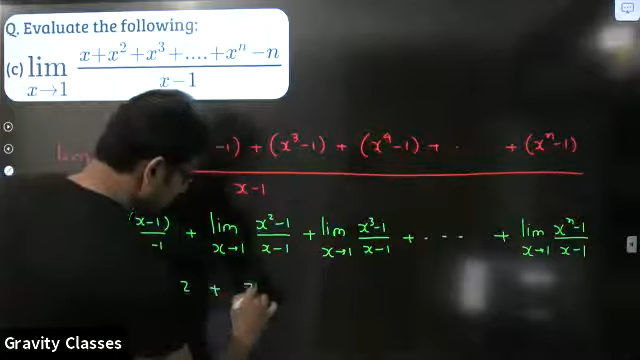 Q. Evaluate the following:
(c) lim x→1 (x+x²+x³+....+xⁿ−n)/(x−1)
lim -1) + (x³-1) + (x⁴-1) + . . + (xⁿ-1)
x-1
(x-1)/-1 + lim x→1 (x²-1)/(x-1) + lim x→1 (x³-1)/(x-1) + . . . . + lim x→1 (xⁿ-1)/(x-1)
2 +
Gravity Classes